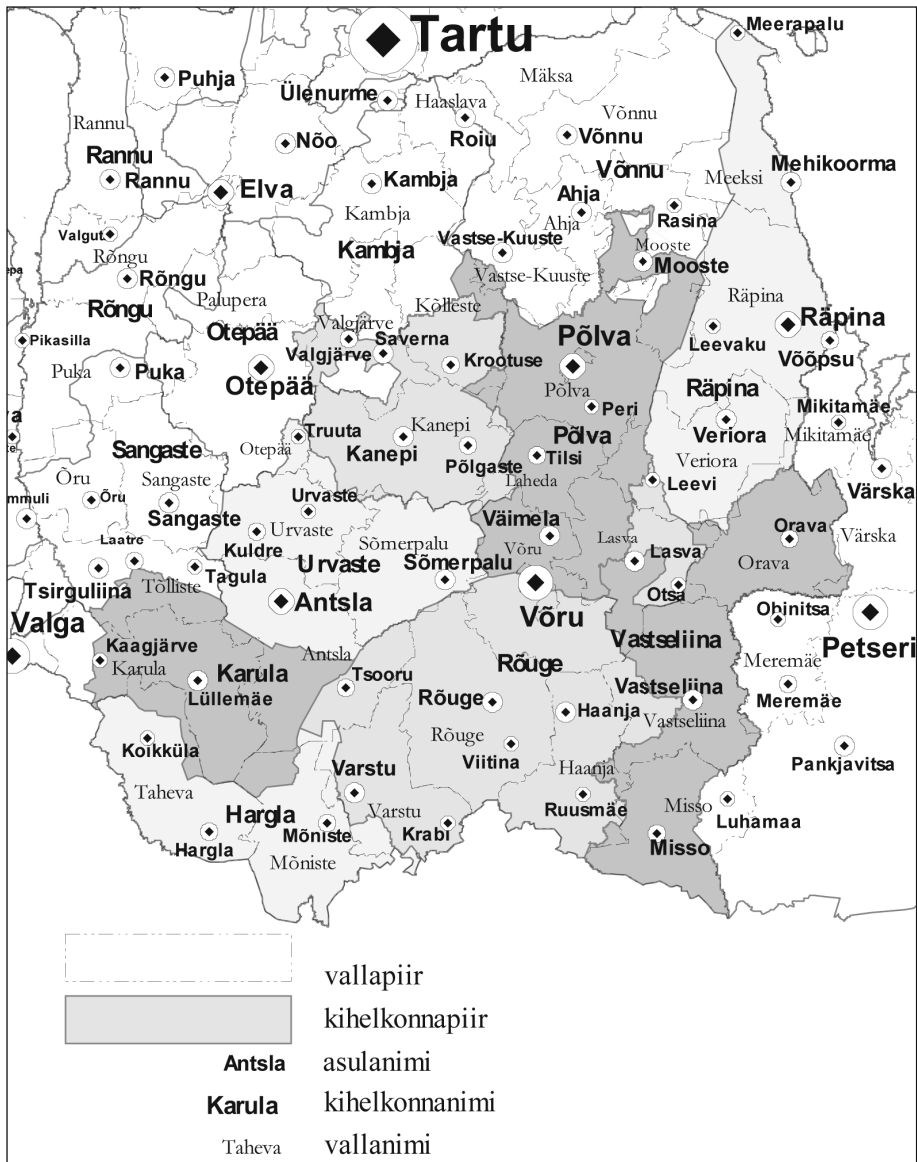 Tartu
Meerapalu
Puhja
Mäksa
Ülenurme
Haaslava
Võnnu
Rannu
Roiu
Võnnu
Nõo
Rannu
Võnnu
Mehikoorma
Rannu
Elva
Kambja
Meeksi
Ahja
Rasina
Kambja
Ahja
Valgut.
Kambja
Vastse-Kuuste
Mooste
Rõngu
Mooste
Rõngu
Vastse-Kuuste
Palupera
Kõlleste
Räpina
Rõngu
Otepää
Valgjärve
Põlva
Räpina
Pikasilla
Saverna
Leevaku
Valgjärve
Krootuse
Võõpsu
Puka
Puka
Otepää
Põlva
Räpina
Peri
Mikitamäe
Truuta
Kanepi
Põlva
Veriora
Mikitamäe
Sangaste
Otepää
Kanepi
Põlgaste
Tilsi
Veriora
Värska
Õru
Sangaste
Laheda
Leevi
Õru
Urvaste
mmuli
Sangaste
Urvaste
Väimela
Orava
Värska
Laatre
Kuldre
Sõmerpalu
Võru
Lasva
Lasva
Orava
Tsirguliina
Tagula
Urvaste
Sõmerpalu
Otsa
Tõlliste
Antsla
Võru
Obinitsa
Valga
Vastseliina
Petseri
Kaagjärve
Antsla
Rõuge
Karula
Karula
Tsooru
Meremäe
Lüllemäe
Rõuge
Vastseliina
Meremäe
Haanja
Vastseliina
Koikküla
Rõuge
Viitina
Pankjavitsa
Varstu
Haanja
Taheva
Hargla
Varstu
Ruusmäe
Misso
Luhamaa
Hargla
Mõniste
Krabi
Misso
Mõniste
vallapiir
kihelkonnapiir
Antsla asulanimi
Karula kihelkonnanimi
Taheva vallanimi